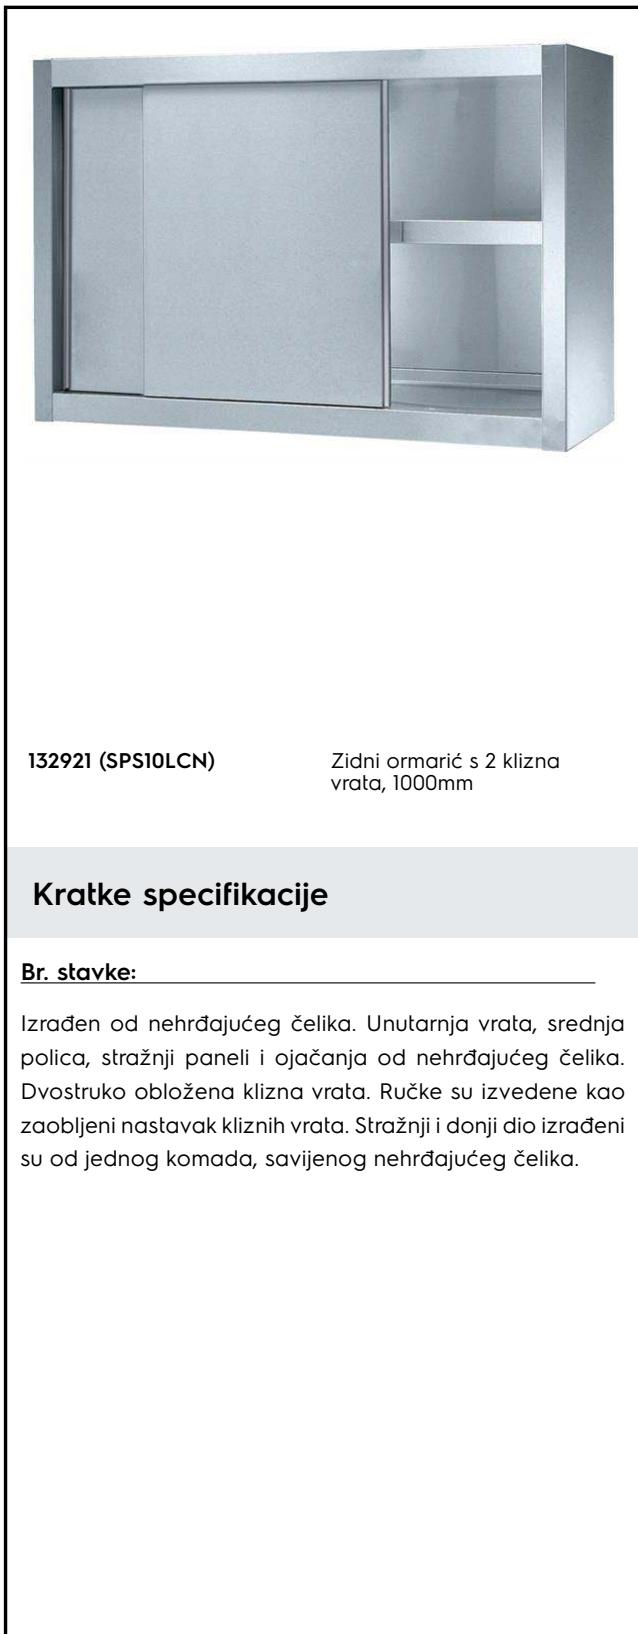 132921 (SPS10LCN)
Zidni ormarić s 2 klizna
vrata, 1000mm
Kratke specifikacije
Br. stavke:
Izrađen od nehrđajućeg čelika. Unutarnja vrata, srednja
polica, stražnji paneli i ojačanja od nehrđajućeg čelika.
Dvostruko obložena klizna vrata. Ručke su izvedene kao
zaobljeni nastavak kliznih vrata. Stražnji i donji dio izrađeni
su od jednog komada, savijenog nehrđajućeg čelika.